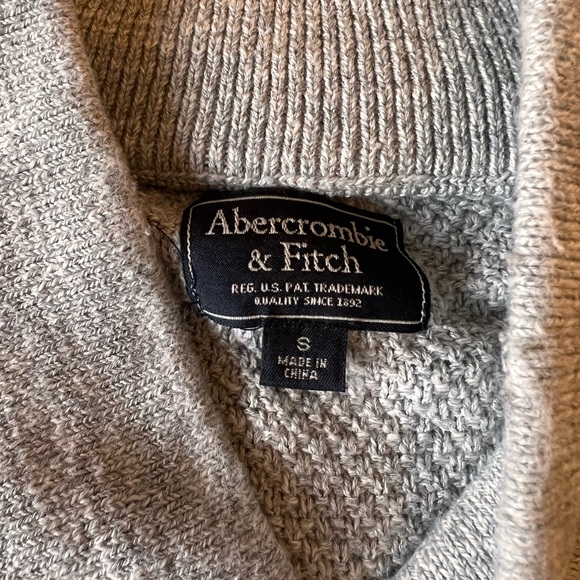 Abercrombie
& Fitch
REG. U.S. PAT. TRADEMARK
QUALITY SINCE 1892
S
MADE IN
CHINA